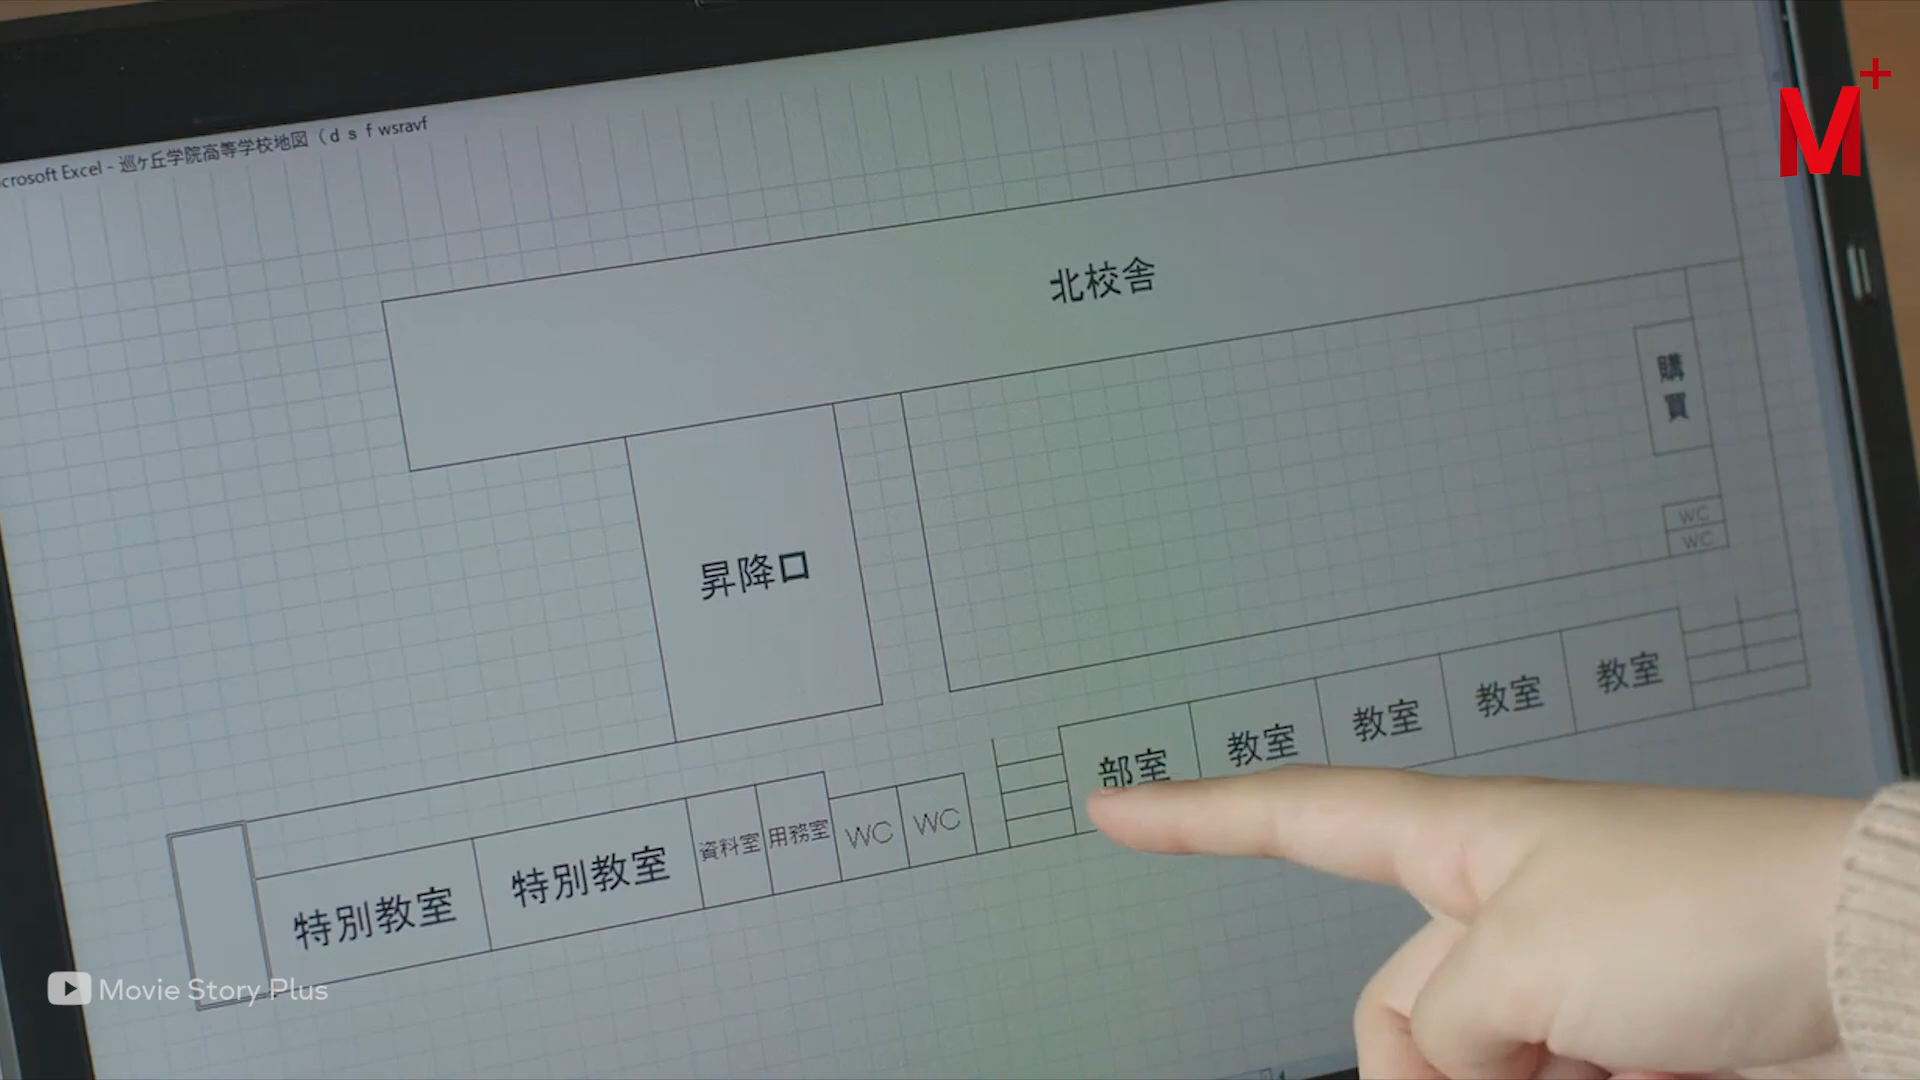 crosoft Excel - 巡ヶ丘学院高等学校地図（ｄｓｆwsravf
M+
北校舎
購買
昇降口
WC
WC
部室
教室
教室
教室
教室
特別教室
特別教室
資料室
用務室
WC
WC
Movie Story Plus